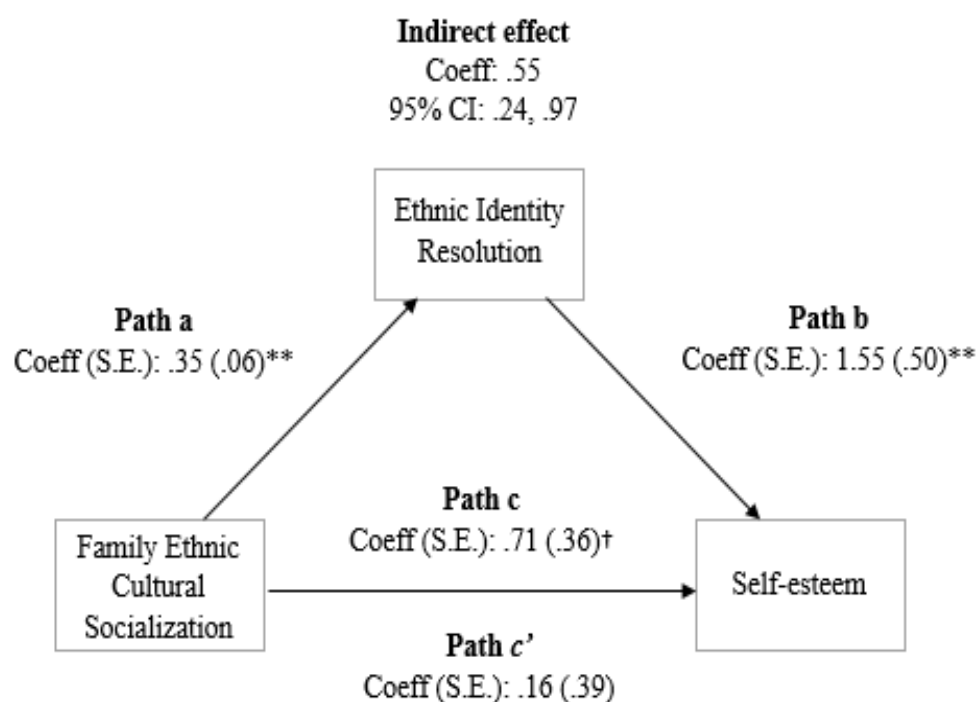 Indirect effect
Coeff: .55
95% CI: .24, .97
Ethnic Identity
Resolution
Path a
Coeff (S.E.): .35 (.06)**
Path b
Coeff (S.E.): 1.55 (.50)**
Path c
Coeff (S.E.): .71 (.36)†
Family Ethnic
Cultural
Socialization
Self-esteem
Path c’
Coeff (S.E.): .16 (.39)